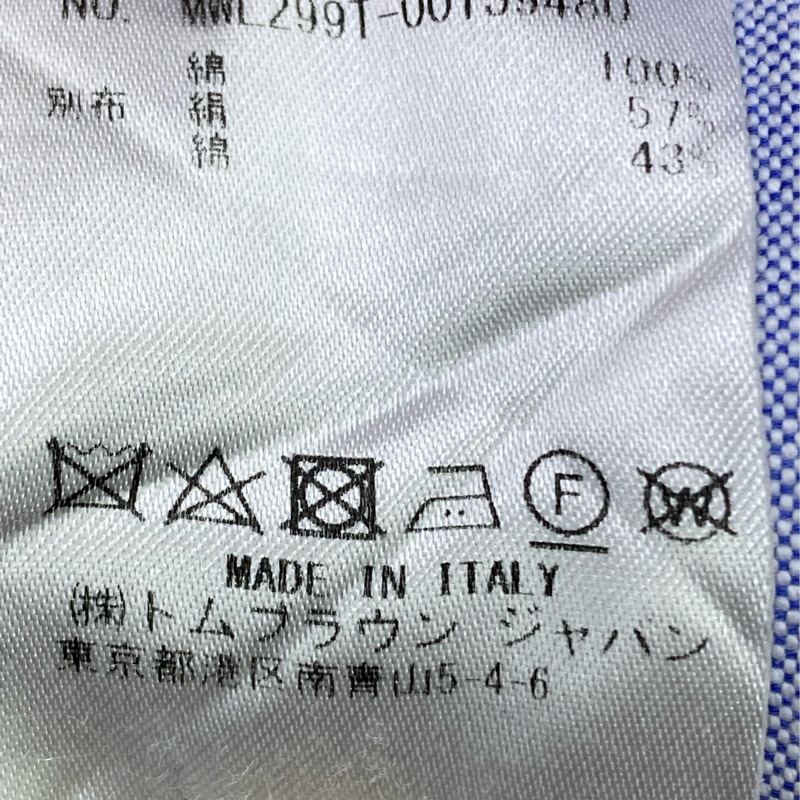 NO. MWL299T-00139480
綿 100%
別布 絹 57%
綿 43%
F
W
MADE IN ITALY
(株)トムブラウン ジャパン
東京都港区南青山5-4-6